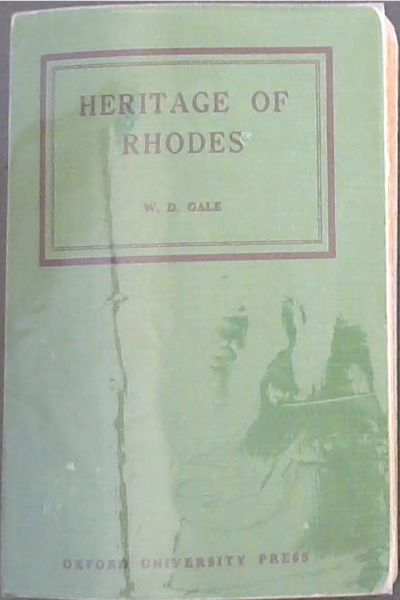 HERITAGE OF
RHODES
W. D. GALE
OXFORD UNIVERSITY PRESS